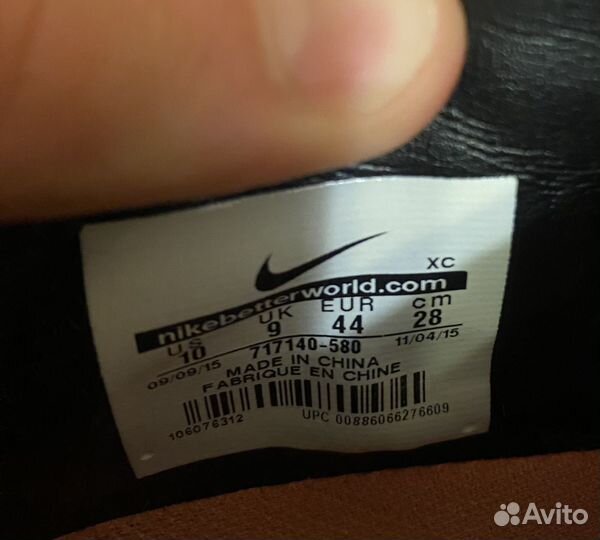 XC
nikebetterworld.com
US UK EUR cm
10 9 44 28
09/09/15 717140-580 11/04/15
MADE IN CHINA
FABRIQUE EN CHINE
106076312 UPC 00886066276609
Avito